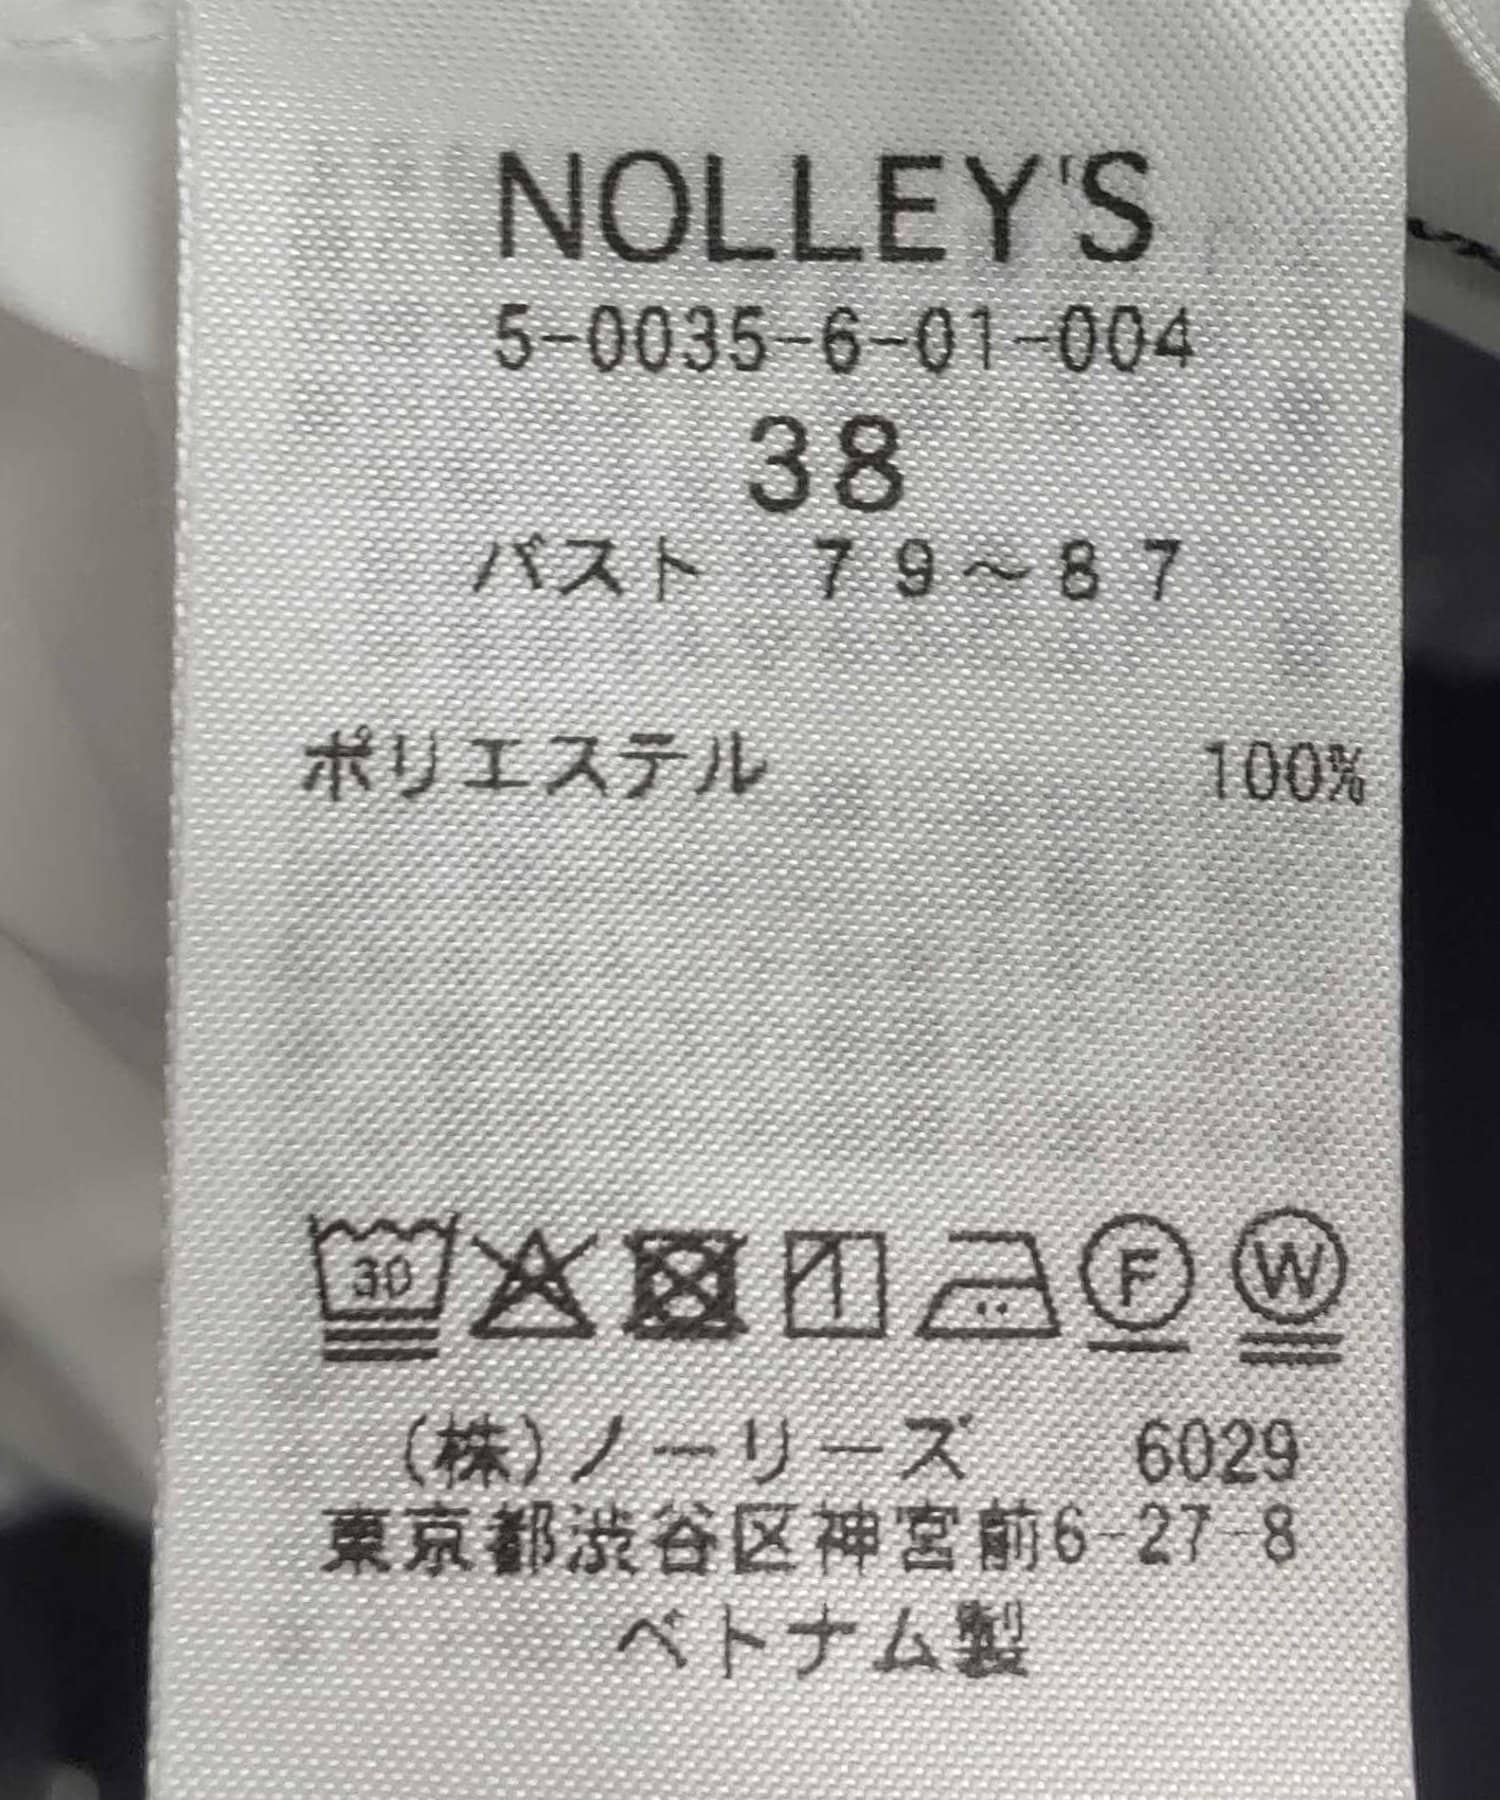 NOLLEY'S
5-0035-6-01-004
38
バスト 79～87
ポリエステル 100%
30 F W
(株)ノーリーズ 6029
東京都渋谷区神宮前6-27-8
ベトナム製